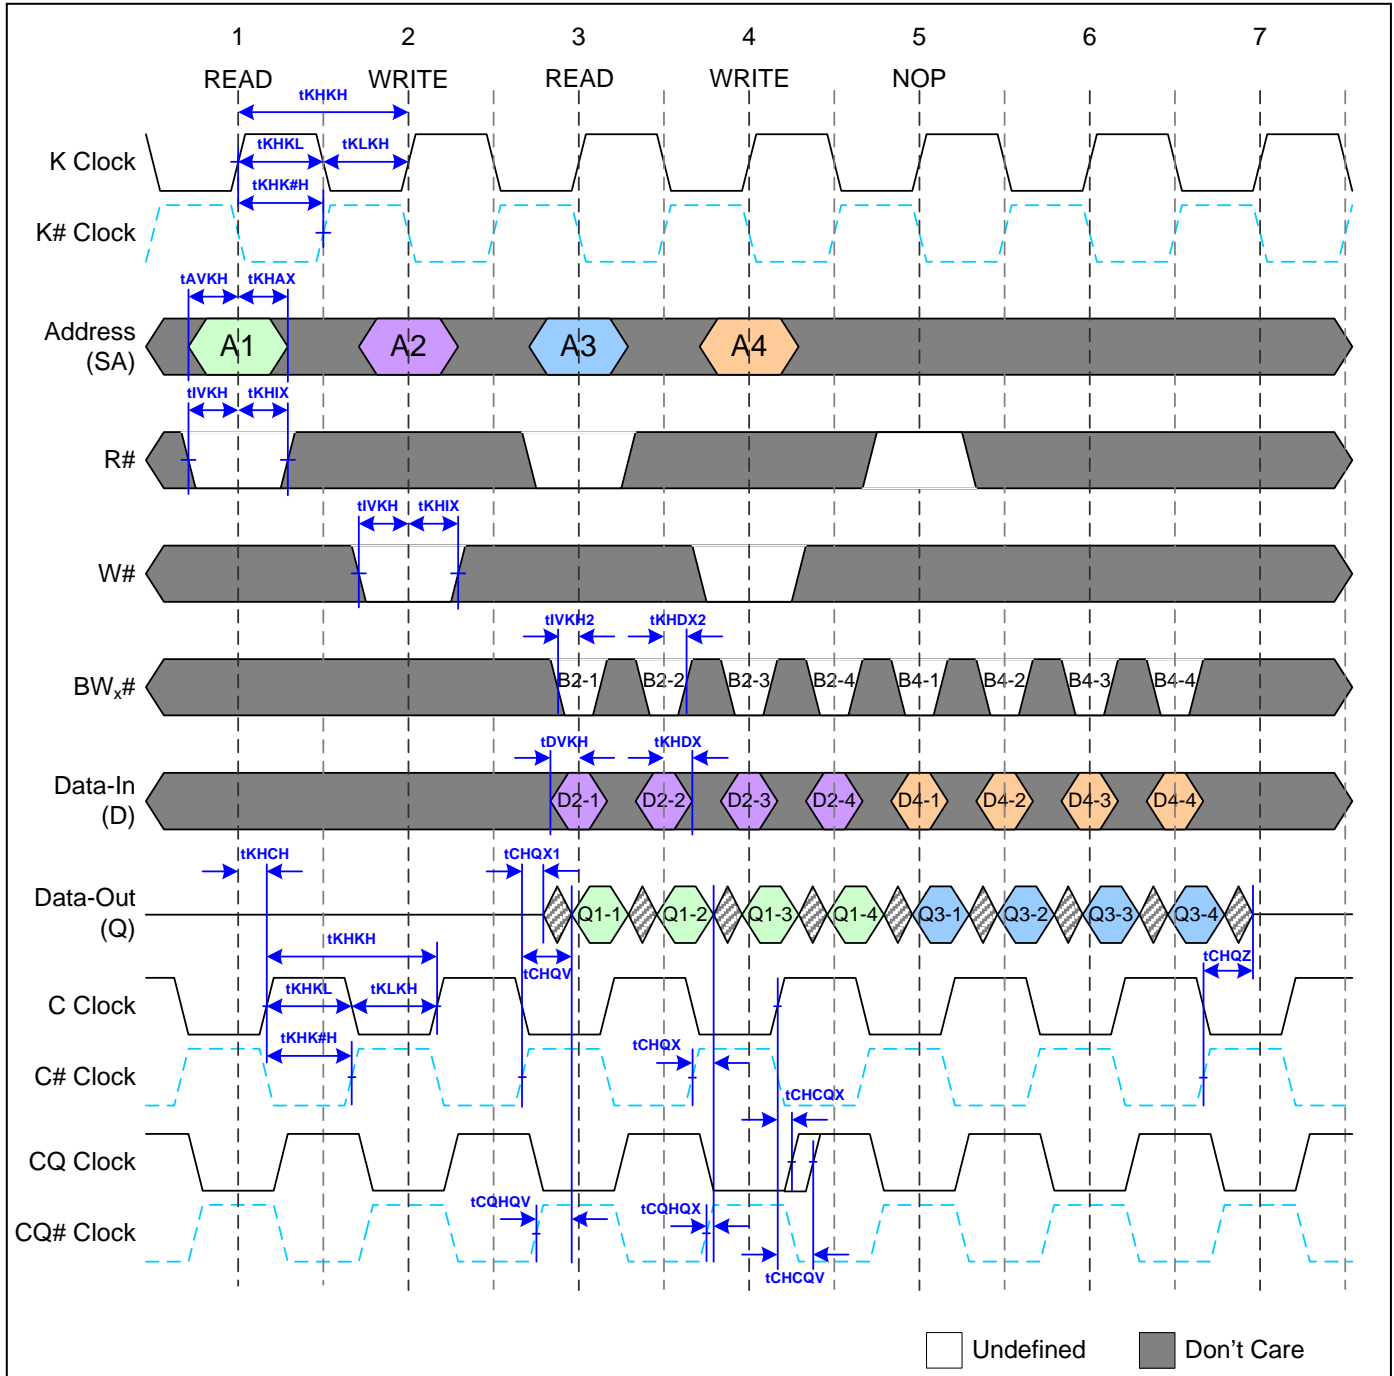 1 2 3 4 5 6 7
READ WRITE READ WRITE NOP
tKHKH
K Clock tKHKL tKLKH
tKHK#H
K# Clock
tAVKH tKHAX
Address
(SA)
A1 A2 A3 A4
tIVKH tKHIX
R#
tIVKH tKHIX
W#
tIVKH2 tKHDX2
BWx# B2-1 B2-2 B2-3 B2-4 B4-1 B4-2 B4-3 B4-4
tDVKH tKHDX
Data-In
(D)
D2-1 D2-2 D2-3 D2-4 D4-1 D4-2 D4-3 D4-4
tKHCH tCHQX1
Data-Out
(Q)
Q1-1 Q1-2 Q1-3 Q1-4 Q3-1 Q3-2 Q3-3 Q3-4
tKHKH tCHQV tCHQZ
C Clock tKHKL tKLKH
tKHK#H tCHQX
C# Clock
tCHCQX
CQ Clock
tCQHQV tCQHQX
CQ# Clock
tCHCQV
Undefined Don't Care